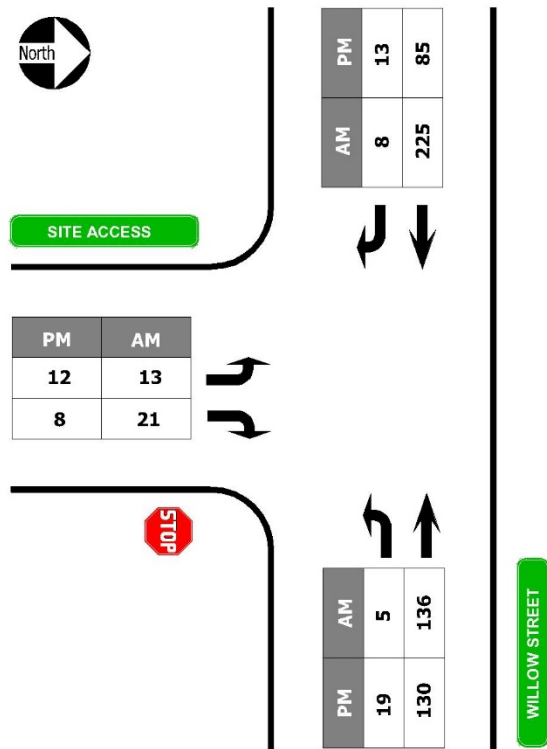 North
PM 13 85
AM 8 225
SITE ACCESS
PM AM
12 13
8 21
STOP
AM 5 136
PM 19 130
WILLOW STREET